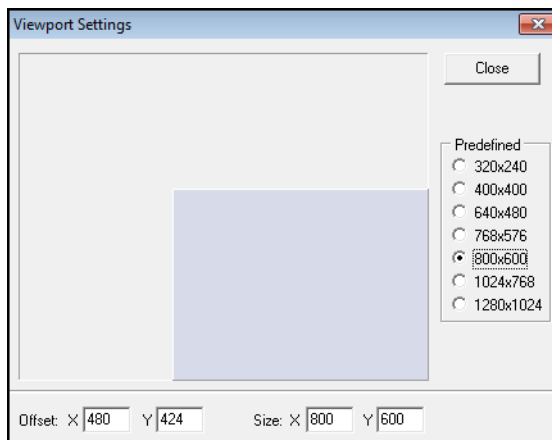 Viewport Settings
Close
Predefined
320x240
400x400
640x480
768x576
800x600
1024x768
1280x1024
Offset: X 480 Y 424 Size: X 800 Y 600